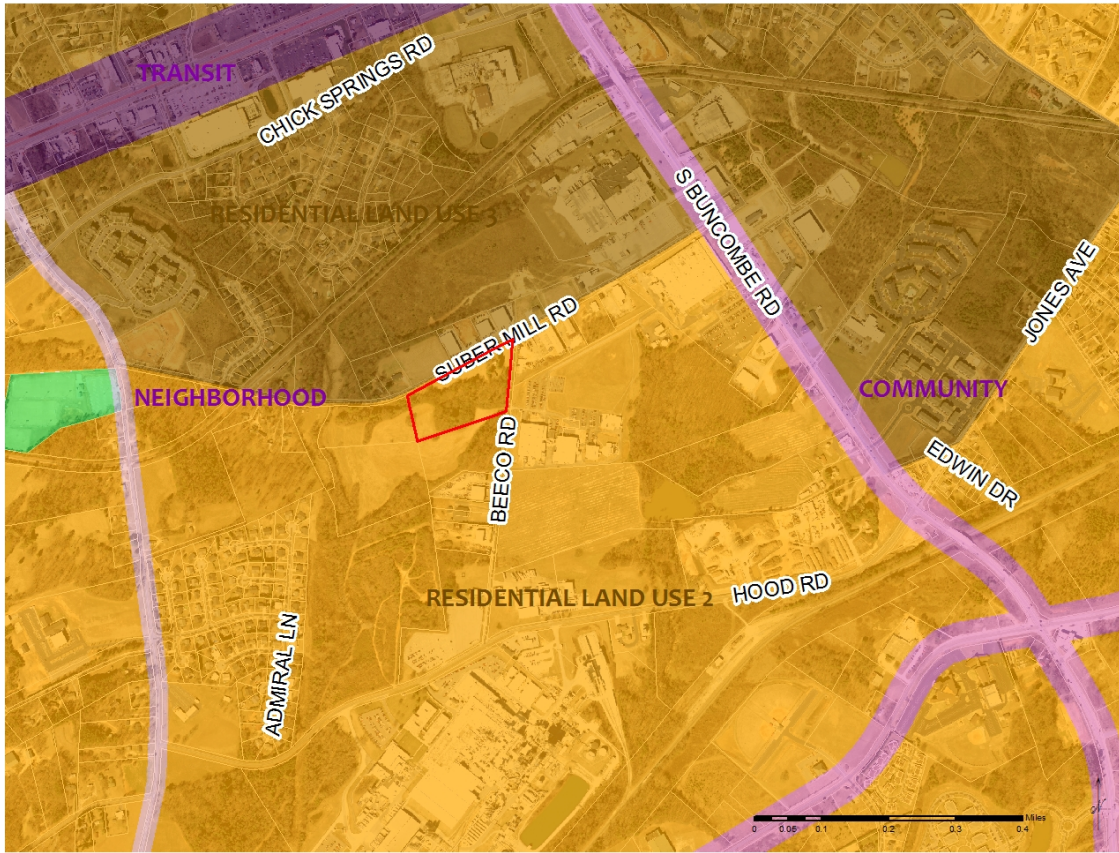 TRANSIT
CHICK SPRINGS RD
RESIDENTIAL LAND USE 3
S BUNCOMBE RD
JONES AVE
SUBER MILL RD
NEIGHBORHOOD
COMMUNITY
BEECO RD
EDWIN DR
RESIDENTIAL LAND USE 2
HOOD RD
ADMIRAL LN
Miles
0 0.05 0.1 0.2 0.3 0.4
N